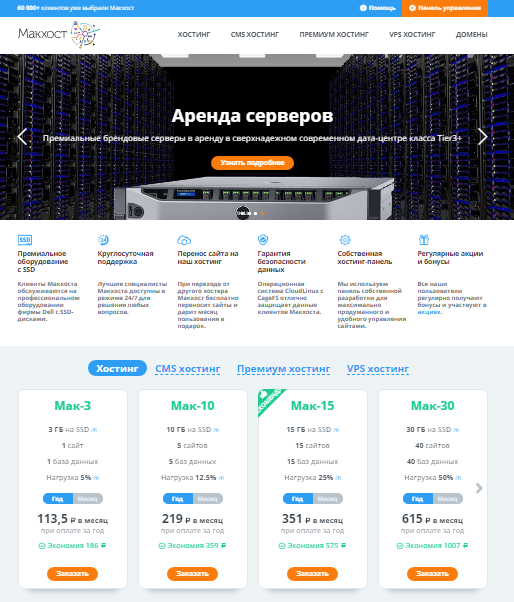 60 000+ клиентов уже выбрали Макхост
Помощь
Панель управления
Макхост
ХОСТИНГ
CMS ХОСТИНГ
ПРЕМИУМ ХОСТИНГ
VPS ХОСТИНГ
ДОМЕНЫ
Аренда серверов
Премиальные брендовые серверы в аренду в сверхнадежном современном дата-центре класса Tier3+
Узнать подробнее
SSD
Премиальное
оборудование
с SSD
Клиенты Макхоста
обслуживаются на
профессиональном
оборудовании
фирмы Dell с SSD-
дисками.
24
Круглосуточная
поддержка
Лучшие специалисты
Макхоста доступны в
режиме 24/7 для
решения любых
вопросов.
Перенос сайта на
наш хостинг
При переходе от
другого хостера
Макхост бесплатно
переносит сайты и
дарит месяц
пользования в
подарок.
Гарантия
безопасности
данных
Операционная
система CloudLinux с
CageFS отлично
защищает данные
клиентов Макхоста.
Собственная
хостинг-панель
Мы используем
панель собственной
разработки для
максимально
продуманного и
удобного управления
сайтами.
Регулярные акции
и бонусы
Все наши
пользователи
регулярно получают
бонусы и участвуют в
акциях.
Хостинг
CMS хостинг
Премиум хостинг
VPS хостинг
Мак-3
3 ГБ на SSD
1 сайт
1 база данных
Нагрузка 5%
Год
Месяц
113,5 ₽ в месяц
при оплате за год
Экономия 186 ₽
Заказать
Мак-10
10 ГБ на SSD
5 сайтов
5 баз данных
Нагрузка 12.5%
Год
Месяц
219 ₽ в месяц
при оплате за год
Экономия 359 ₽
Заказать
Мак-15
15 ГБ на SSD
15 сайтов
15 баз данных
Нагрузка 25%
Год
Месяц
351 ₽ в месяц
при оплате за год
Экономия 575 ₽
Заказать
Мак-30
30 ГБ на SSD
40 сайтов
40 баз данных
Нагрузка 50%
Год
Месяц
615 ₽ в месяц
при оплате за год
Экономия 1007 ₽
Заказать